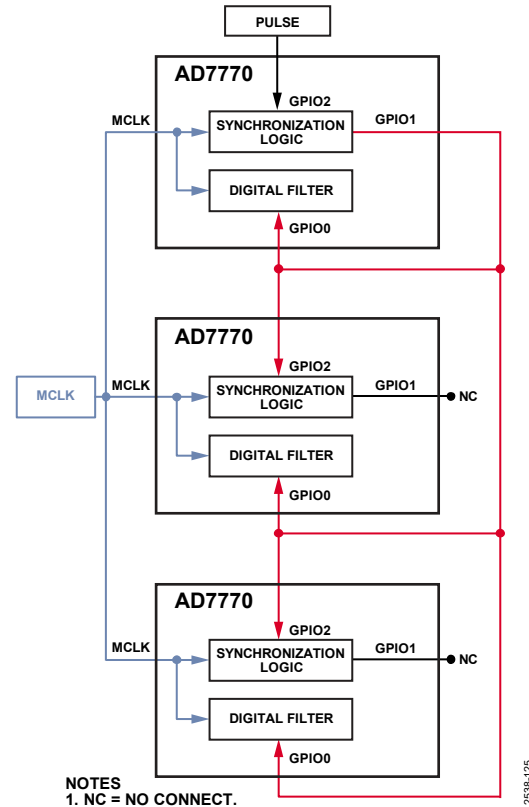 PULSE
AD7770
GPIO2
MCLK
SYNCHRONIZATION
LOGIC
GPIO1
DIGITAL FILTER
GPIO0
AD7770
GPIO2
MCLK
MCLK
SYNCHRONIZATION
LOGIC
GPIO1
NC
DIGITAL FILTER
GPIO0
AD7770
GPIO2
MCLK
SYNCHRONIZATION
LOGIC
GPIO1
NC
DIGITAL FILTER
GPIO0
NOTES
1. NC = NO CONNECT.